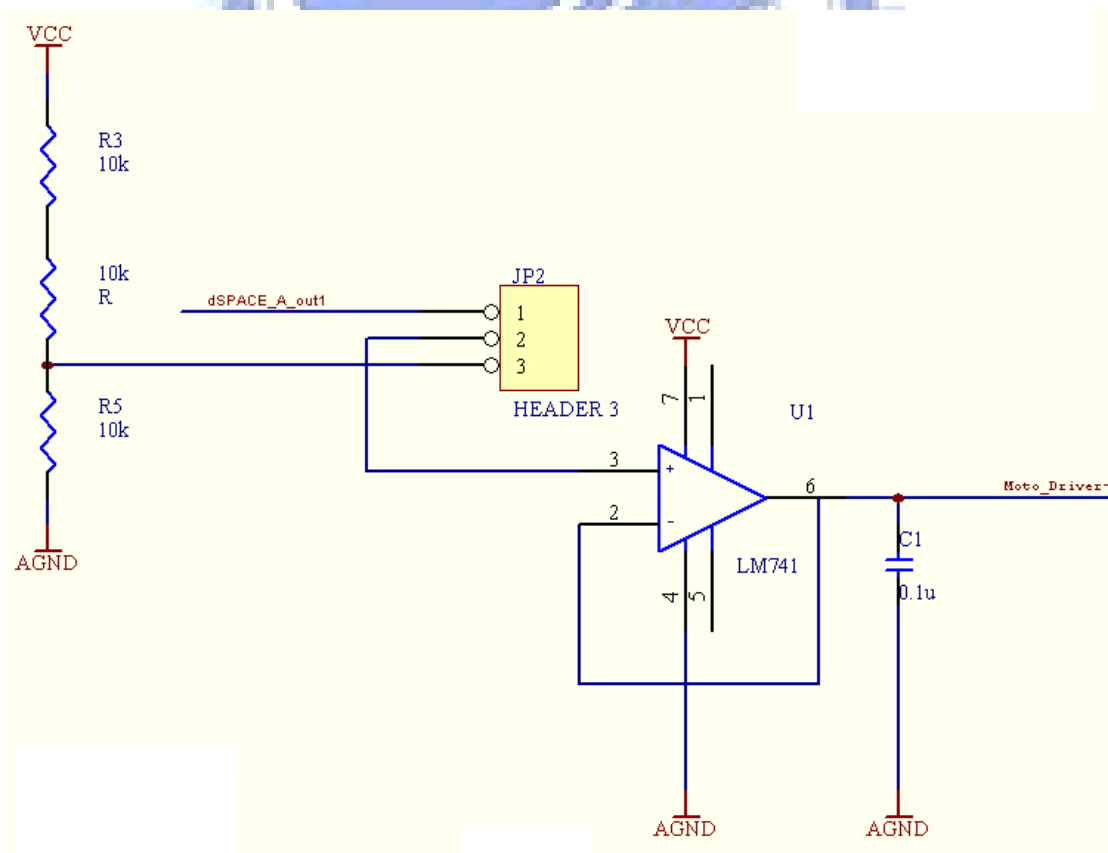 VCC
R3
10k
10k
R
dSPACE_A_out1
JP2
1
2
3
HEADER 3
R5
10k
AGND
VCC
7
1
U1
3
+
2
-
6
Moto_Driver-
LM741
4
5
C1
0.1u
AGND
AGND